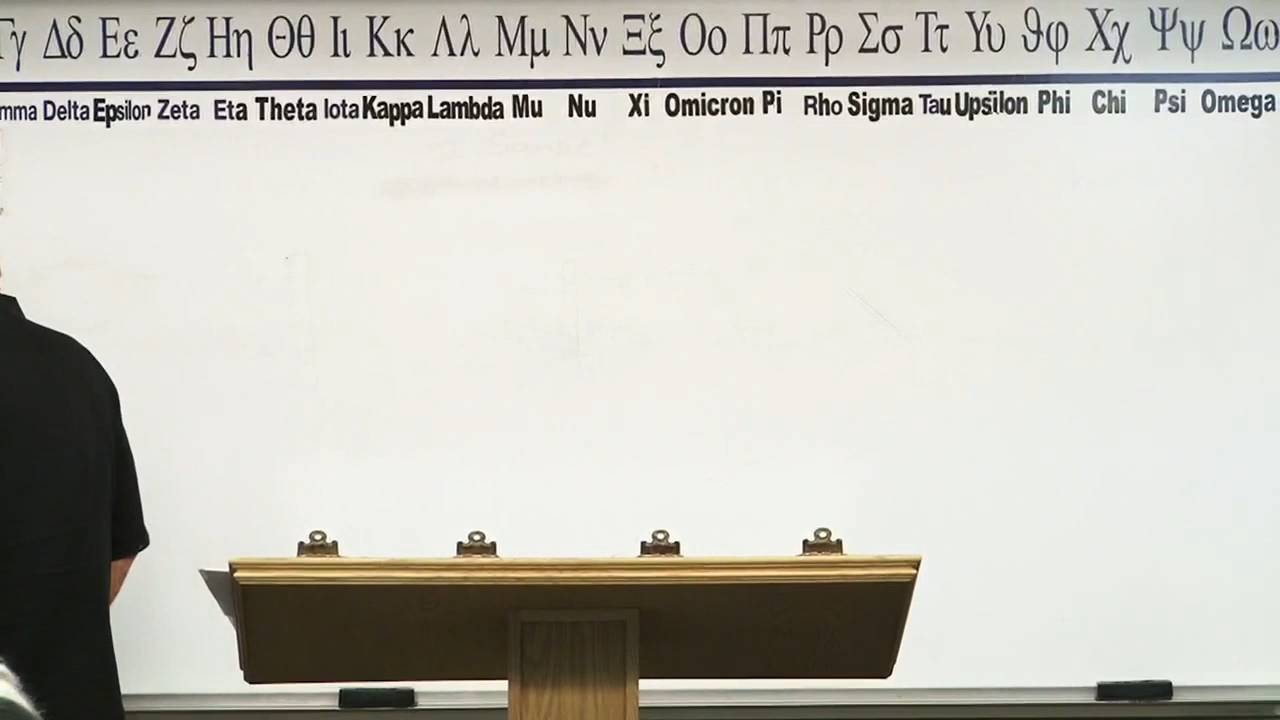 Γγ Δδ Εε Ζζ Ηη Θθ Ιι Κκ Λλ Μμ Νν Ξξ Οο Ππ Ρρ Σσ Ττ Υυ ϑφ Χχ Ψψ Ωω
mma Delta Epsilon Zeta Eta Theta Iota Kappa Lambda Mu Nu Xi Omicron Pi Rho Sigma Tau Upsilon Phi Chi Psi Omega